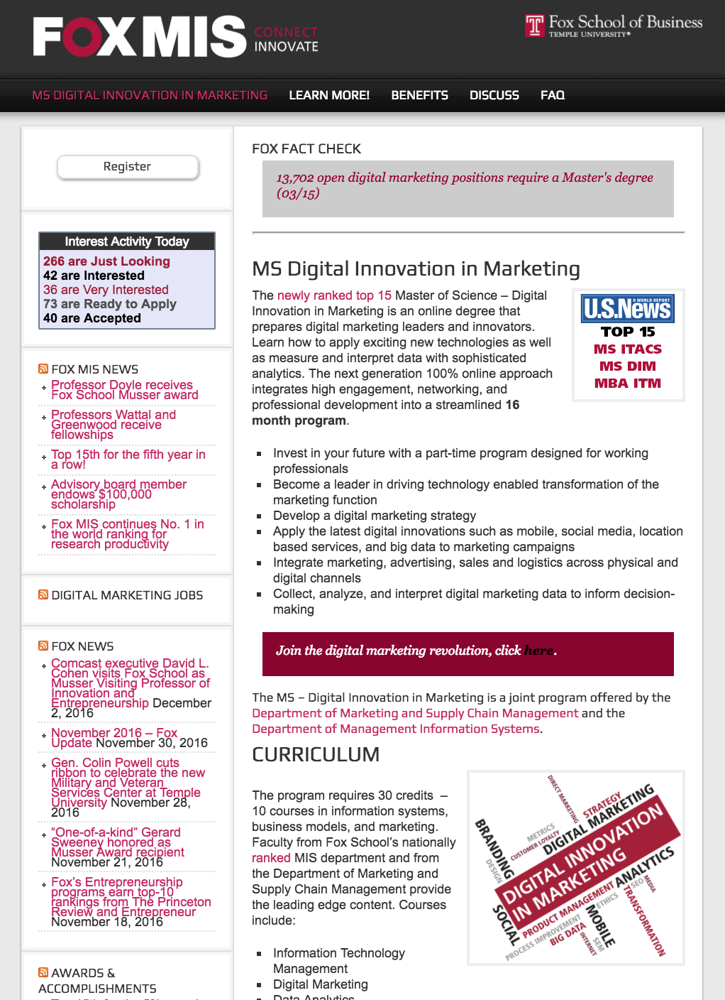 FOX MIS CONNECT
INNOVATE
Fox School of Business
TEMPLE UNIVERSITY®
MS DIGITAL INNOVATION IN MARKETING LEARN MORE! BENEFITS DISCUSS FAQ
Register
Interest Activity Today
266 are Just Looking
42 are Interested
36 are Very Interested
73 are Ready to Apply
40 are Accepted
FOX MIS NEWS
Professor Doyle receives
Fox School Musser award
Professors Wattal and
Greenwood receive
fellowships
Top 15th for the fifth year in
a row!
Advisory board member
endows $100,000
scholarship
Fox MIS continues No. 1 in
the world ranking for
research productivity
DIGITAL MARKETING JOBS
FOX NEWS
Comcast executive David L.
Cohen visits Fox School as
Musser Visiting Professor of
Innovation and
Entrepreneurship December
2, 2016
November 2016 – Fox
Update November 30, 2016
Gen. Colin Powell cuts
ribbon to celebrate the new
Military and Veteran
Services Center at Temple
University November 28,
2016
“One-of-a-kind” Gerard
Sweeney honored as
Musser Award recipient
November 21, 2016
Fox’s Entrepreneurship
programs earn top-10
rankings from The Princeton
Review and Entrepreneur
November 18, 2016
AWARDS &
ACCOMPLISHMENTS
FOX FACT CHECK
13,702 open digital marketing positions require a Master's degree
(03/15)
MS Digital Innovation in Marketing
The newly ranked top 15 Master of Science – Digital
Innovation in Marketing is an online degree that
prepares digital marketing leaders and innovators.
Learn how to apply exciting new technologies as well
as measure and interpret data with sophisticated
analytics. The next generation 100% online approach
integrates high engagement, networking, and
professional development into a streamlined 16
month program.
U.S.News
& WORLD REPORT
TOP 15
MS ITACS
MS DIM
MBA ITM
Invest in your future with a part-time program designed for working
professionals
Become a leader in driving technology enabled transformation of the
marketing function
Develop a digital marketing strategy
Apply the latest digital innovations such as mobile, social media, location
based services, and big data to marketing campaigns
Integrate marketing, advertising, sales and logistics across physical and
digital channels
Collect, analyze, and interpret digital marketing data to inform decision-
making
Join the digital marketing revolution, click here.
The MS – Digital Innovation in Marketing is a joint program offered by the
Department of Marketing and Supply Chain Management and the
Department of Management Information Systems.
CURRICULUM
The program requires 30 credits –
10 courses in information systems,
business models, and marketing.
Faculty from Fox School’s nationally
ranked MIS department and from
the Department of Marketing and
Supply Chain Management provide
the leading edge content. Courses
include:
DIRECT MARKETING
STRATEGY
METRICS
CUSTOMER LOYALTY
DIGITAL MARKETING
BRANDING
DESIGN
DIGITAL INNOVATION
IN MARKETING
ANALYTICS
SEO
MEDIA
SOCIAL
PRODUCT MANAGEMENT
ETHICS
TRANSFORMATION
PROCESS IMPROVEMENT
BIG DATA
MOBILE
INTERNET
SEM
Information Technology
Management
Digital Marketing
Data Analytics